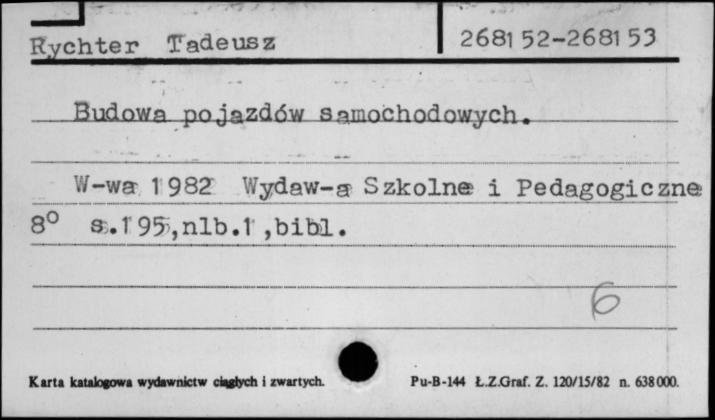 Rychter Tadeusz 268152-268153
Budowa pojazdów samochodowych.
W-wa 1982 Wydaw-a Szkolne i Pedagogiczne
8° s.195,nlb.1,bibl.
6
Karta katalogowa wydawnictw ciągłych i zwartych. Pu-B-144 Ł.Z.Graf. Z. 120/15/82 n. 638000.